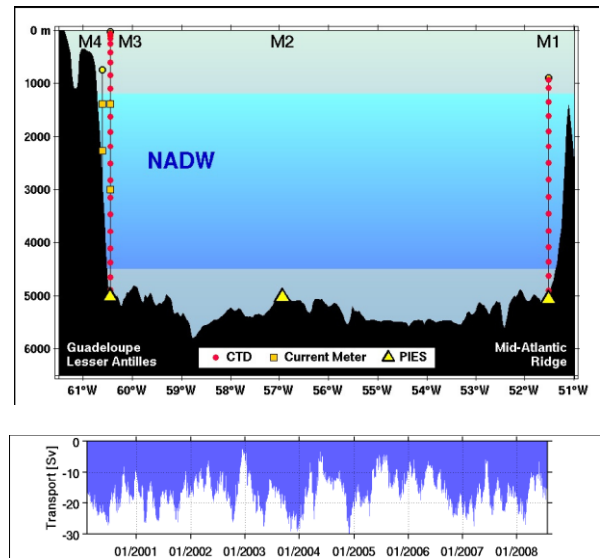 0 m M4 M3 M2 M1
1000
2000
NADW
3000
4000
5000
6000
Guadeloupe Mid-Atlantic
Lesser Antilles CTD Current Meter PIES Ridge
61°W 60°W 59°W 58°W 57°W 56°W 55°W 54°W 53°W 52°W 51°W
Transport [Sv]
0
-10
-20
-30
01/2001 01/2002 01/2003 01/2004 01/2005 01/2006 01/2007 01/2008